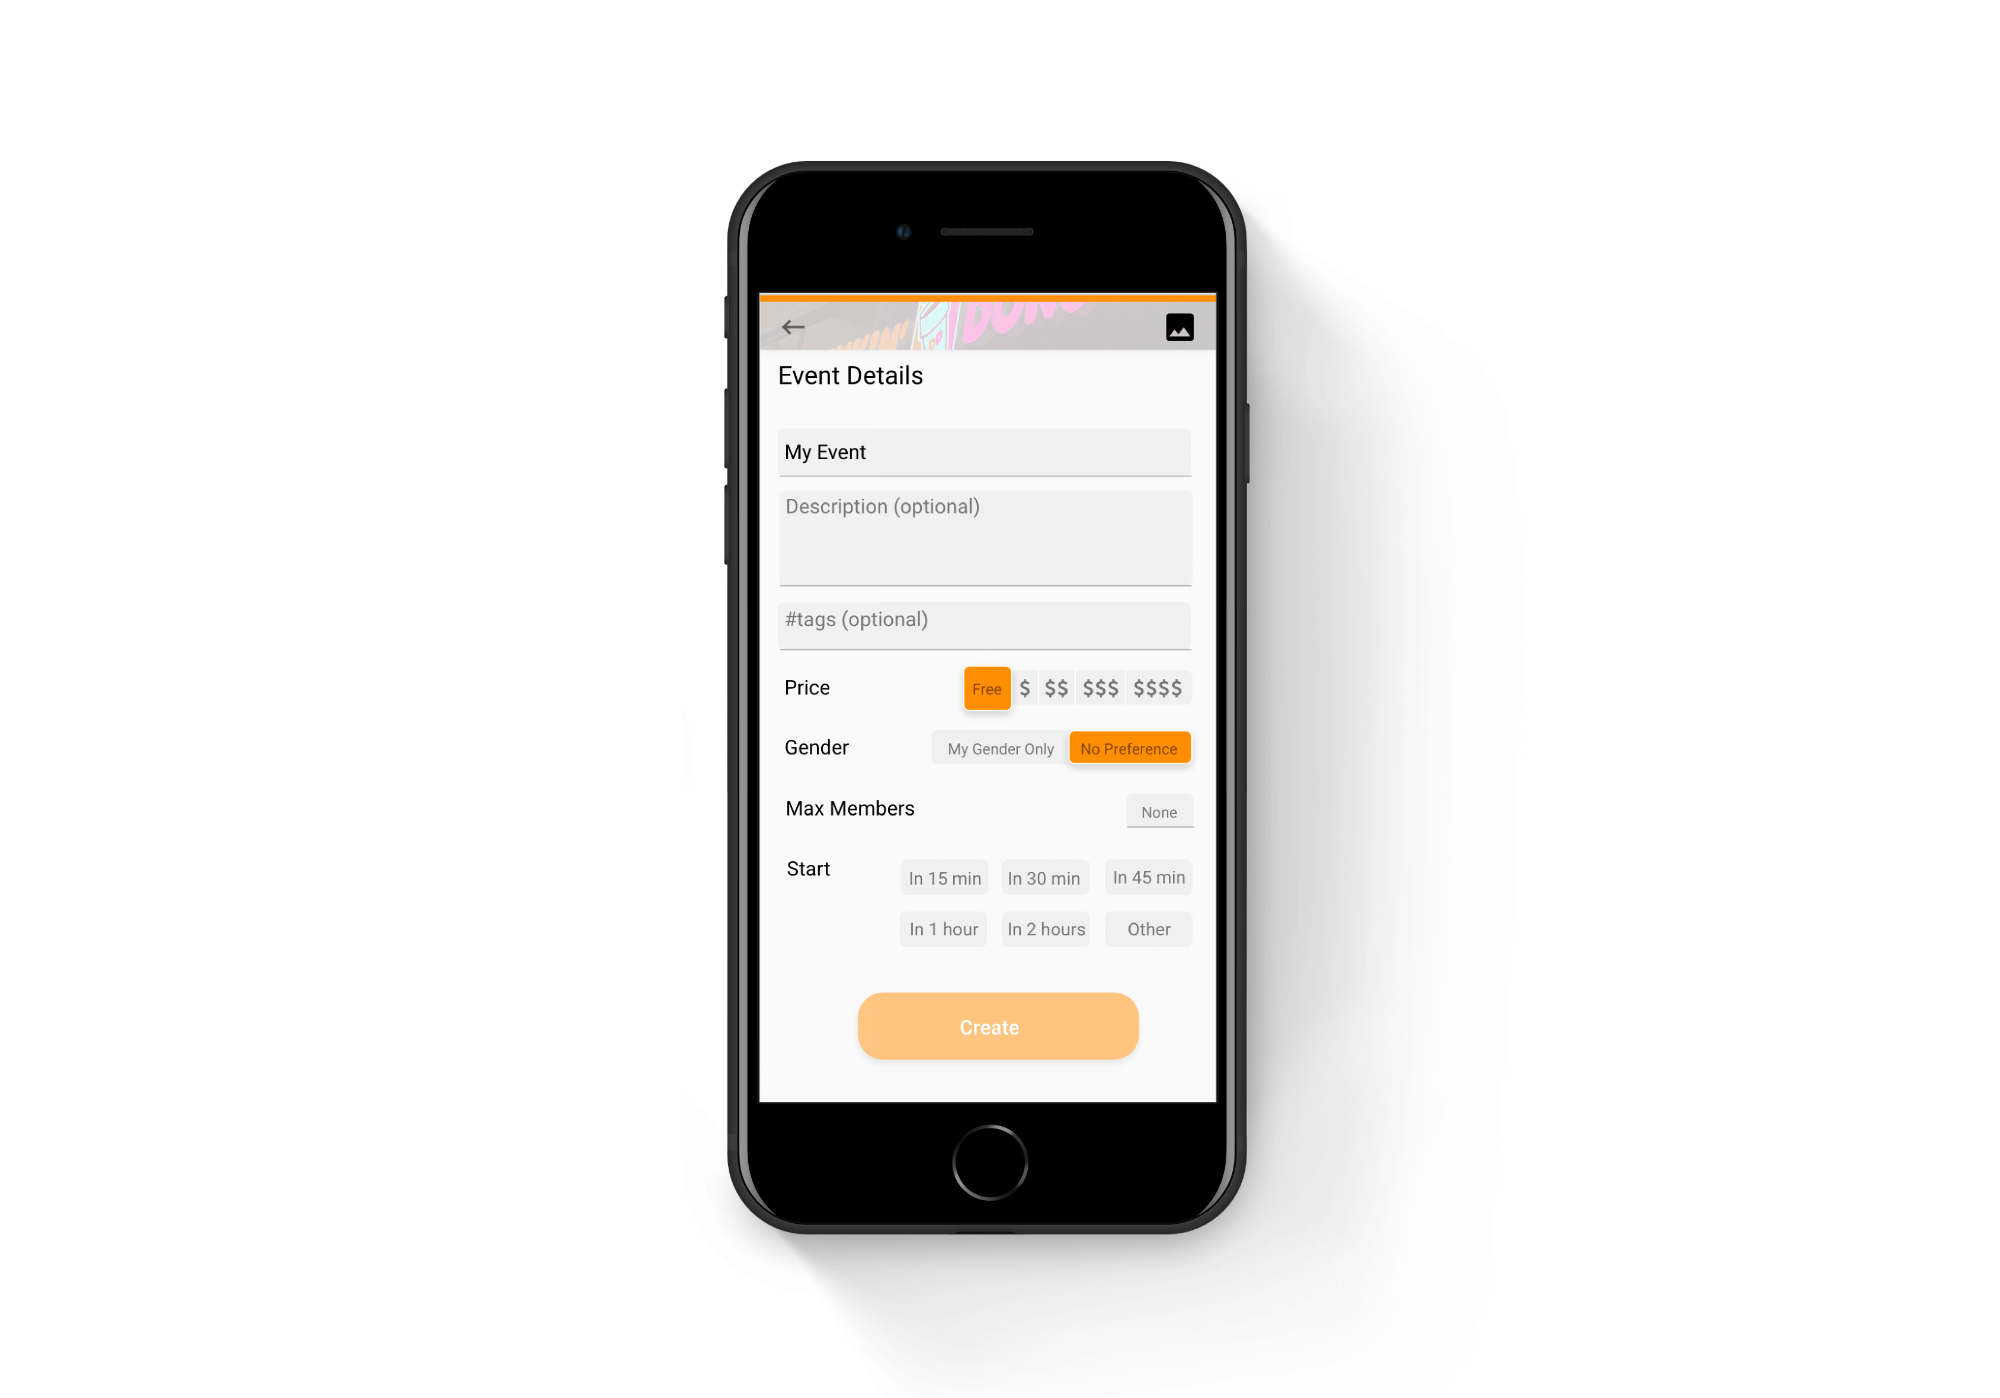 Event Details
My Event
Description (optional)
#tags (optional)
Price Free $ $$ $$$ $$$$
Gender My Gender Only No Preference
Max Members None
Start In 15 min In 30 min In 45 min
In 1 hour In 2 hours Other
Create